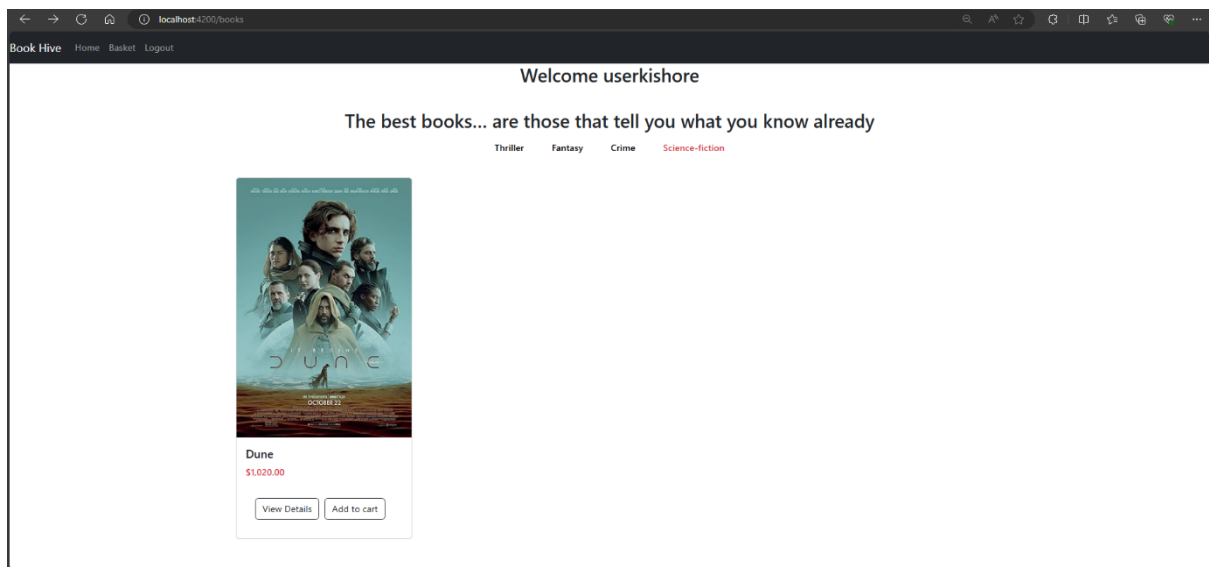 localhost:4200/books
Book Hive Home Basket Logout
Welcome userkishore
The best books... are those that tell you what you know already
Thriller Fantasy Crime Science-fiction
IT BEGINS
DUNE
OCTOBER 22
Dune
$1,020.00
View Details Add to cart